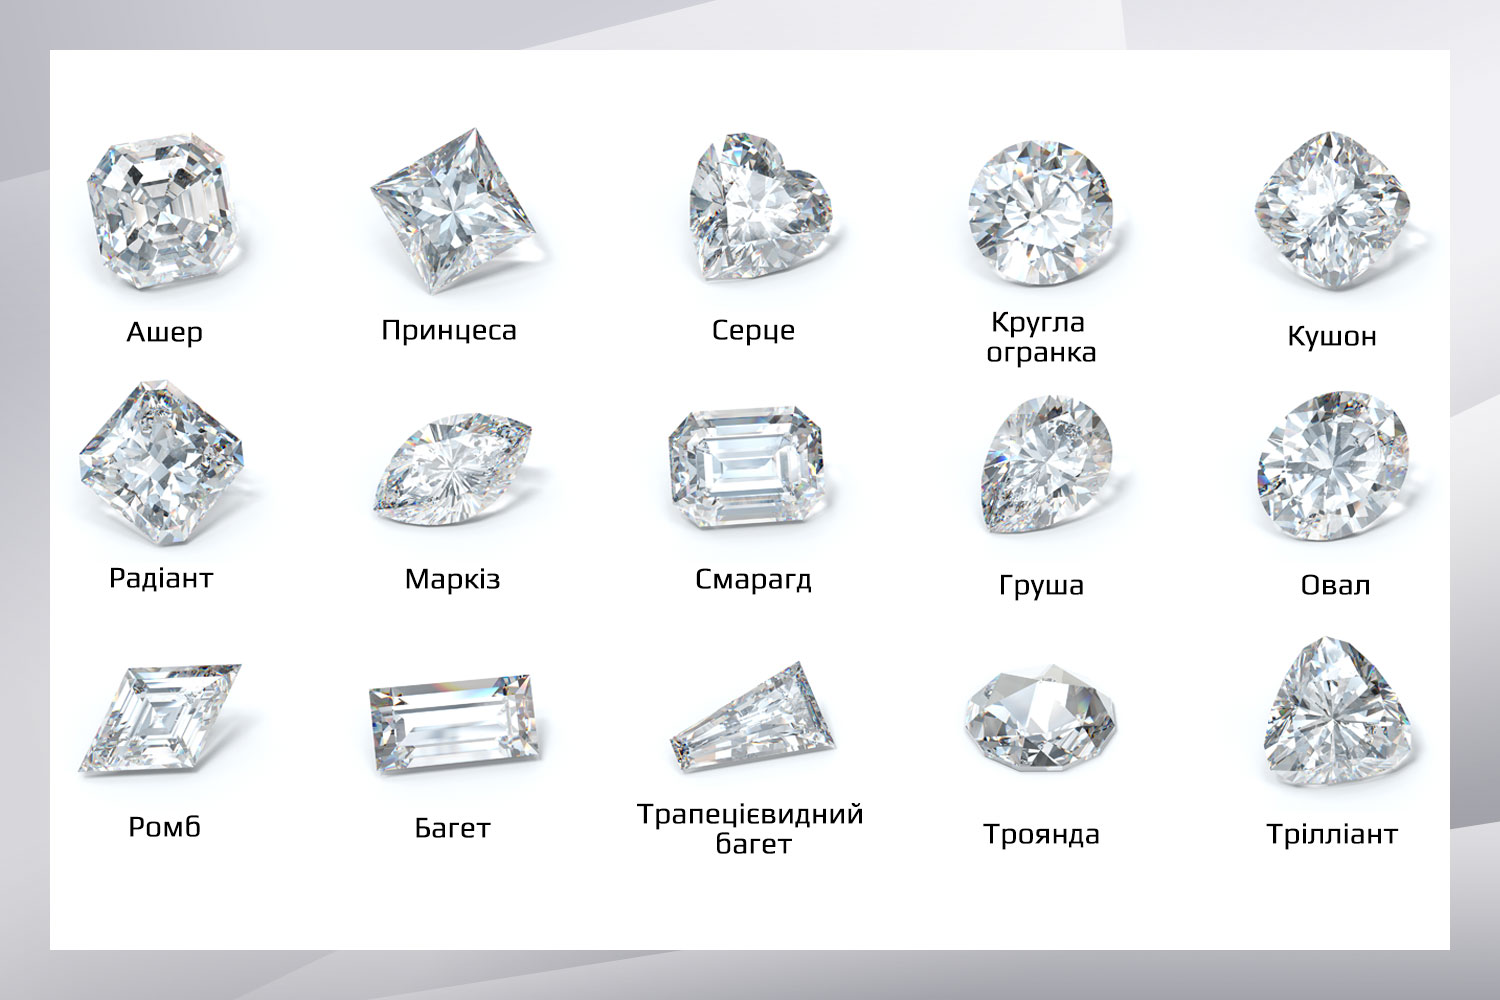 Ашер
Принцеса
Серце
Кругла
огранка
Кушон
Радіант
Маркіз
Смарагд
Груша
Овал
Ромб
Багет
Трапецієвидний
багет
Троянда
Трілліант